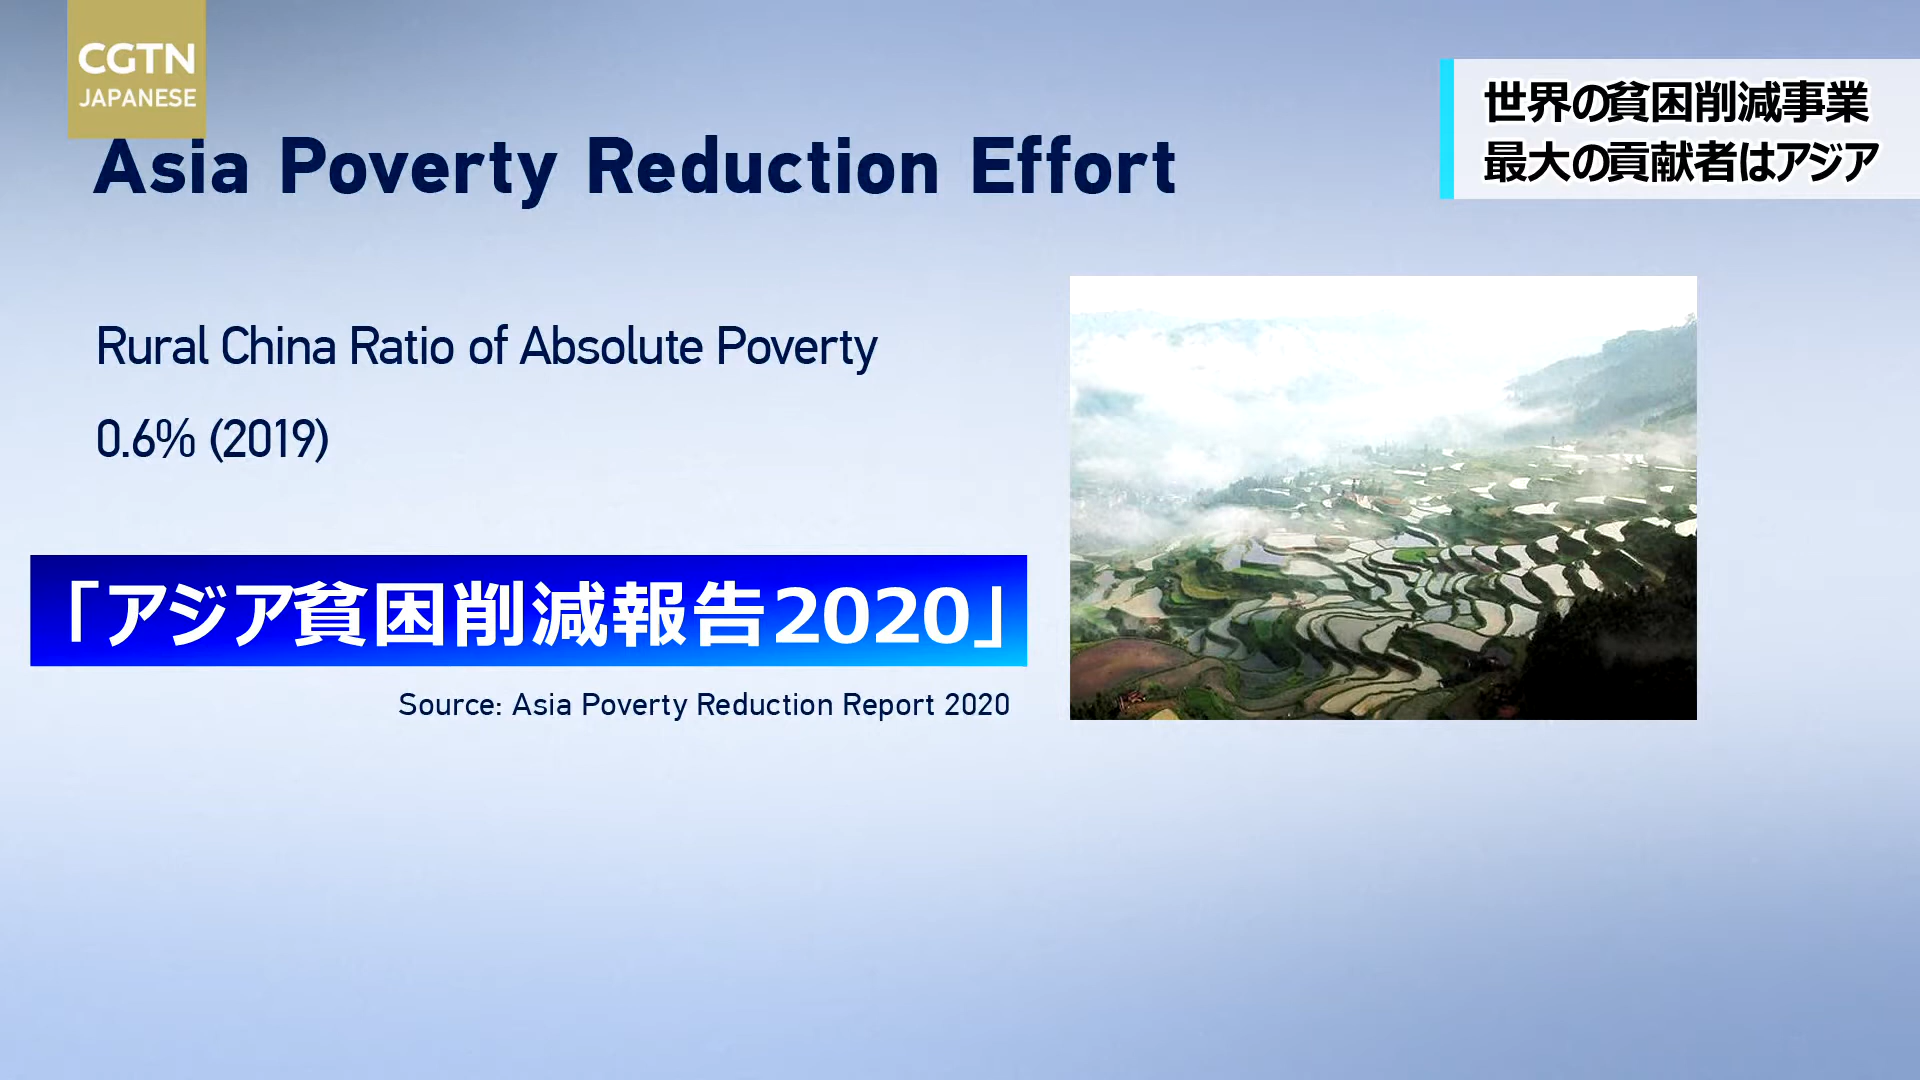 CGTN
JAPANESE
世界の貧困削減事業
最大の貢献者はアジア
Asia Poverty Reduction Effort
Rural China Ratio of Absolute Poverty
0.6% (2019)
「アジア貧困削減報告2020」
Source: Asia Poverty Reduction Report 2020